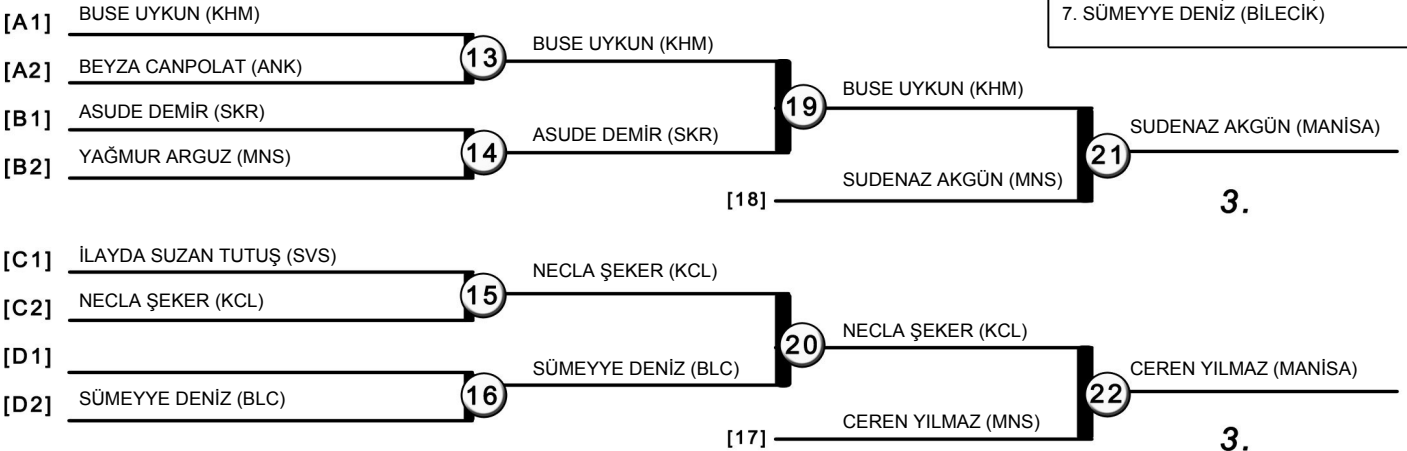 7. SÜMEYYE DENİZ (BİLECİK)
[A1] BUSE UYKUN (KHM)
13
BUSE UYKUN (KHM)
[A2] BEYZA CANPOLAT (ANK)
19
BUSE UYKUN (KHM)
[B1] ASUDE DEMİR (SKR)
14
ASUDE DEMİR (SKR)
[B2] YAĞMUR ARGUZ (MNS)
21
SUDENAZ AKGÜN (MANİSA)
[18] SUDENAZ AKGÜN (MNS)
3.
[C1] İLAYDA SUZAN TUTUŞ (SVS)
15
NECLA ŞEKER (KCL)
[C2] NECLA ŞEKER (KCL)
20
NECLA ŞEKER (KCL)
[D1]
16
SÜMEYYE DENİZ (BLC)
[D2] SÜMEYYE DENİZ (BLC)
22
CEREN YILMAZ (MANİSA)
[17] CEREN YILMAZ (MNS)
3.